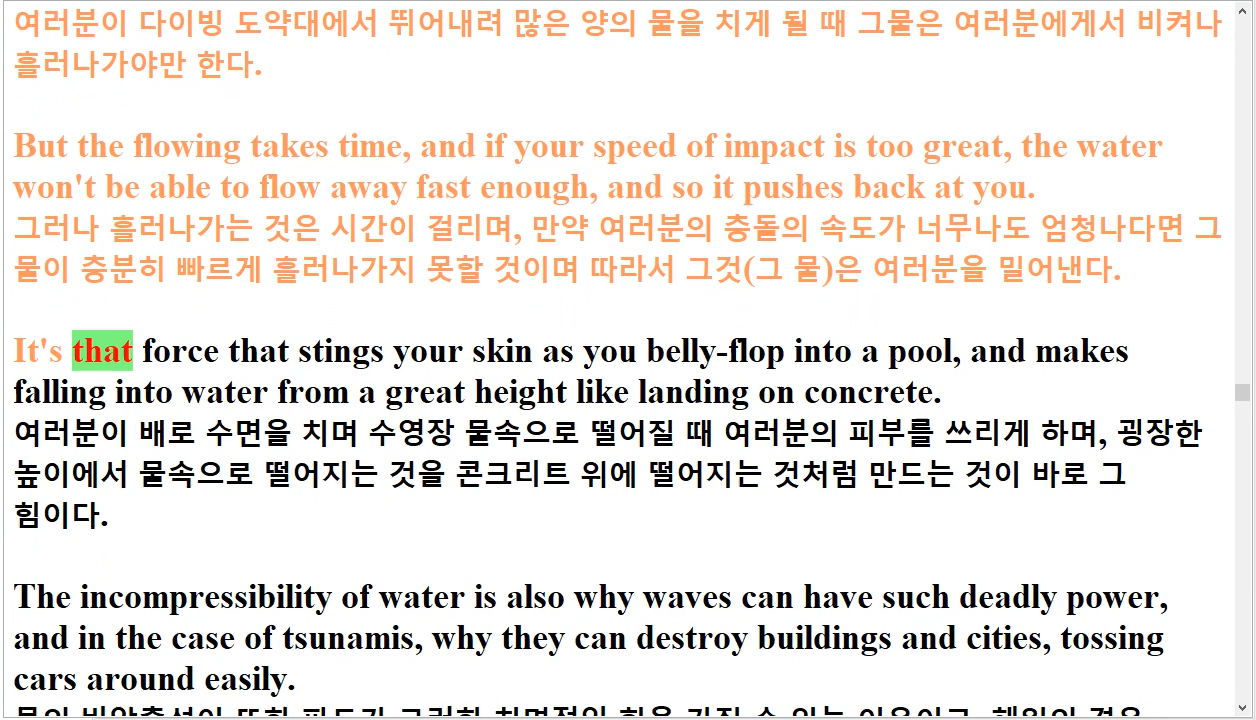 여러분이 다이빙 도약대에서 뛰어내려 많은 양의 물을 치게 될 때 그물은 여러분에게서 비켜나
흘러나가야만 한다.
But the flowing takes time, and if your speed of impact is too great, the water
won't be able to flow away fast enough, and so it pushes back at you.
그러나 흘러나가는 것은 시간이 걸리며, 만약 여러분의 충돌의 속도가 너무나도 엄청나다면 그
물이 충분히 빠르게 흘러나가지 못할 것이며 따라서 그것(그 물)은 여러분을 밀어낸다.
It's that force that stings your skin as you belly-flop into a pool, and makes
falling into water from a great height like landing on concrete.
여러분이 배로 수면을 치며 수영장 물속으로 떨어질 때 여러분의 피부를 쓰리게 하며, 굉장한
높이에서 물속으로 떨어지는 것을 콘크리트 위에 떨어지는 것처럼 만드는 것이 바로 그
힘이다.
The incompressibility of water is also why waves can have such deadly power,
and in the case of tsunamis, why they can destroy buildings and cities, tossing
cars around easily.